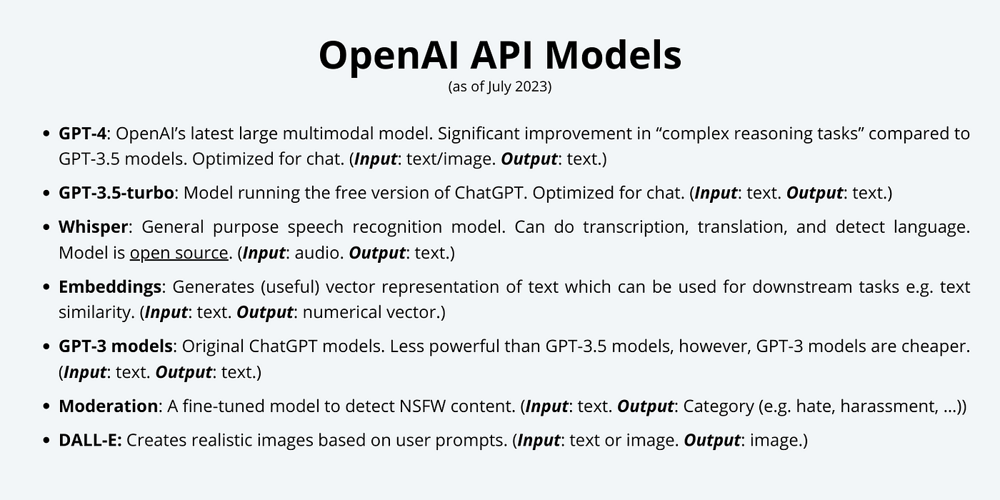 OpenAI API Models
(as of July 2023)
• GPT-4: OpenAI’s latest large multimodal model. Significant improvement in “complex reasoning tasks” compared to
GPT-3.5 models. Optimized for chat. (Input: text/image. Output: text.)
• GPT-3.5-turbo: Model running the free version of ChatGPT. Optimized for chat. (Input: text. Output: text.)
• Whisper: General purpose speech recognition model. Can do transcription, translation, and detect language.
Model is open source. (Input: audio. Output: text.)
• Embeddings: Generates (useful) vector representation of text which can be used for downstream tasks e.g. text
similarity. (Input: text. Output: numerical vector.)
• GPT-3 models: Original ChatGPT models. Less powerful than GPT-3.5 models, however, GPT-3 models are cheaper.
(Input: text. Output: text.)
• Moderation: A fine-tuned model to detect NSFW content. (Input: text. Output: Category (e.g. hate, harassment, ...))
• DALL-E: Creates realistic images based on user prompts. (Input: text or image. Output: image.)